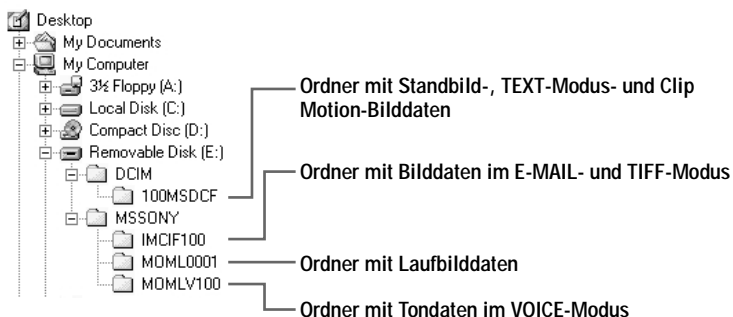 Desktop
My Documents
My Computer
3½ Floppy (A:)
Local Disk (C:)
Compact Disc (D:)
Removable Disk (E:)
DCIM
100MSDCF
MSSONY
IMCIF100
MOML0001
MOMLV100
Ordner mit Standbild-, TEXT-Modus- und Clip
Motion-Bilddaten
Ordner mit Bilddaten im E-MAIL- und TIFF-Modus
Ordner mit Laufbilddaten
Ordner mit Tondaten im VOICE-Modus